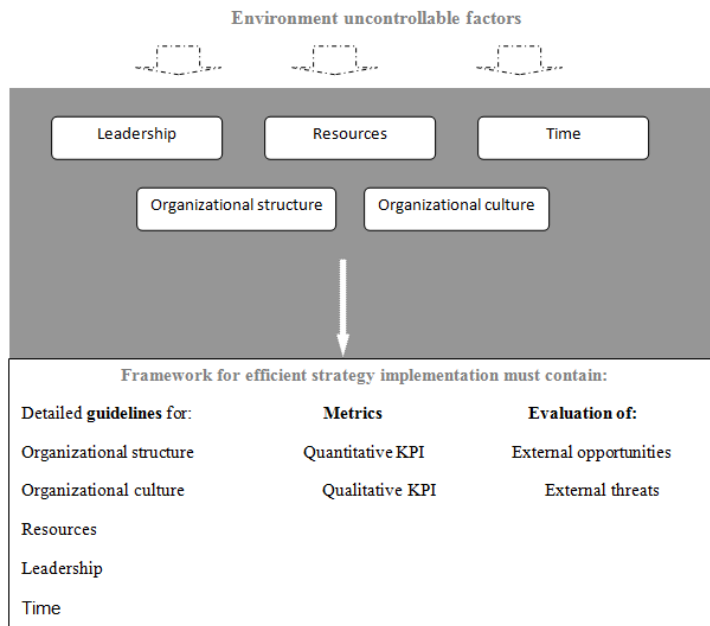 Environment uncontrollable factors
Leadership Resources Time
Organizational structure Organizational culture
Framework for efficient strategy implementation must contain:
Detailed guidelines for: Metrics Evaluation of:
Organizational structure Quantitative KPI External opportunities
Organizational culture Qualitative KPI External threats
Resources
Leadership
Time